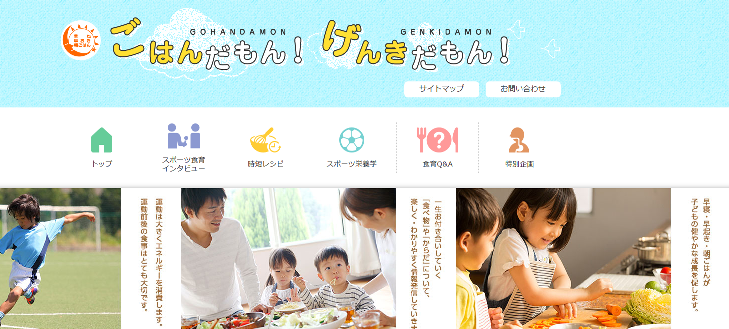 GOHANDAMON
ごはんだもん!
GENKIDAMON
げんきだもん!
サイトマップ
お問い合わせ
トップ
スポーツ食育
インタビュー
時短レシピ
スポーツ栄養学
食育Q&A
特別企画
運動は大きくエネルギーを消費します。
運動前後の食事はとても大切です。
一生お付き合いしていく
「食べ物」や「からだ」について、
楽しく・わかりやすく情報発信していきま
早寝・早起き・朝ごはんが
子どもの健やかな成長を促します。